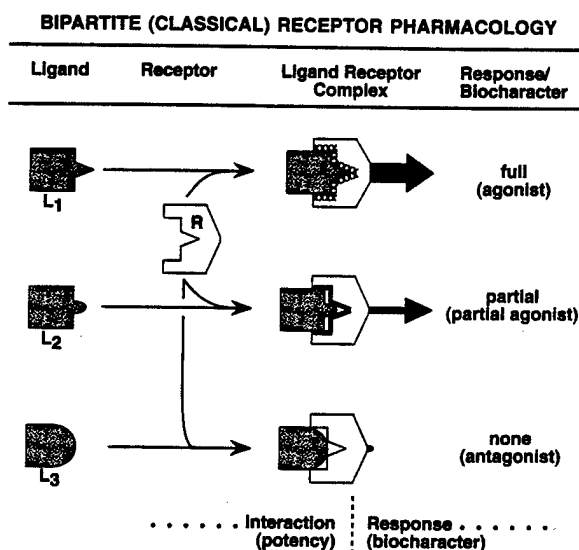 BIPARTITE (CLASSICAL) RECEPTOR PHARMACOLOGY
Ligand Receptor Ligand Receptor Complex Response/ Biocharacter
L1
full
(agonist)
R
L2
partial
(partial agonist)
L3
none
(antagonist)
Interaction
(potency)
Response
(biocharacter)